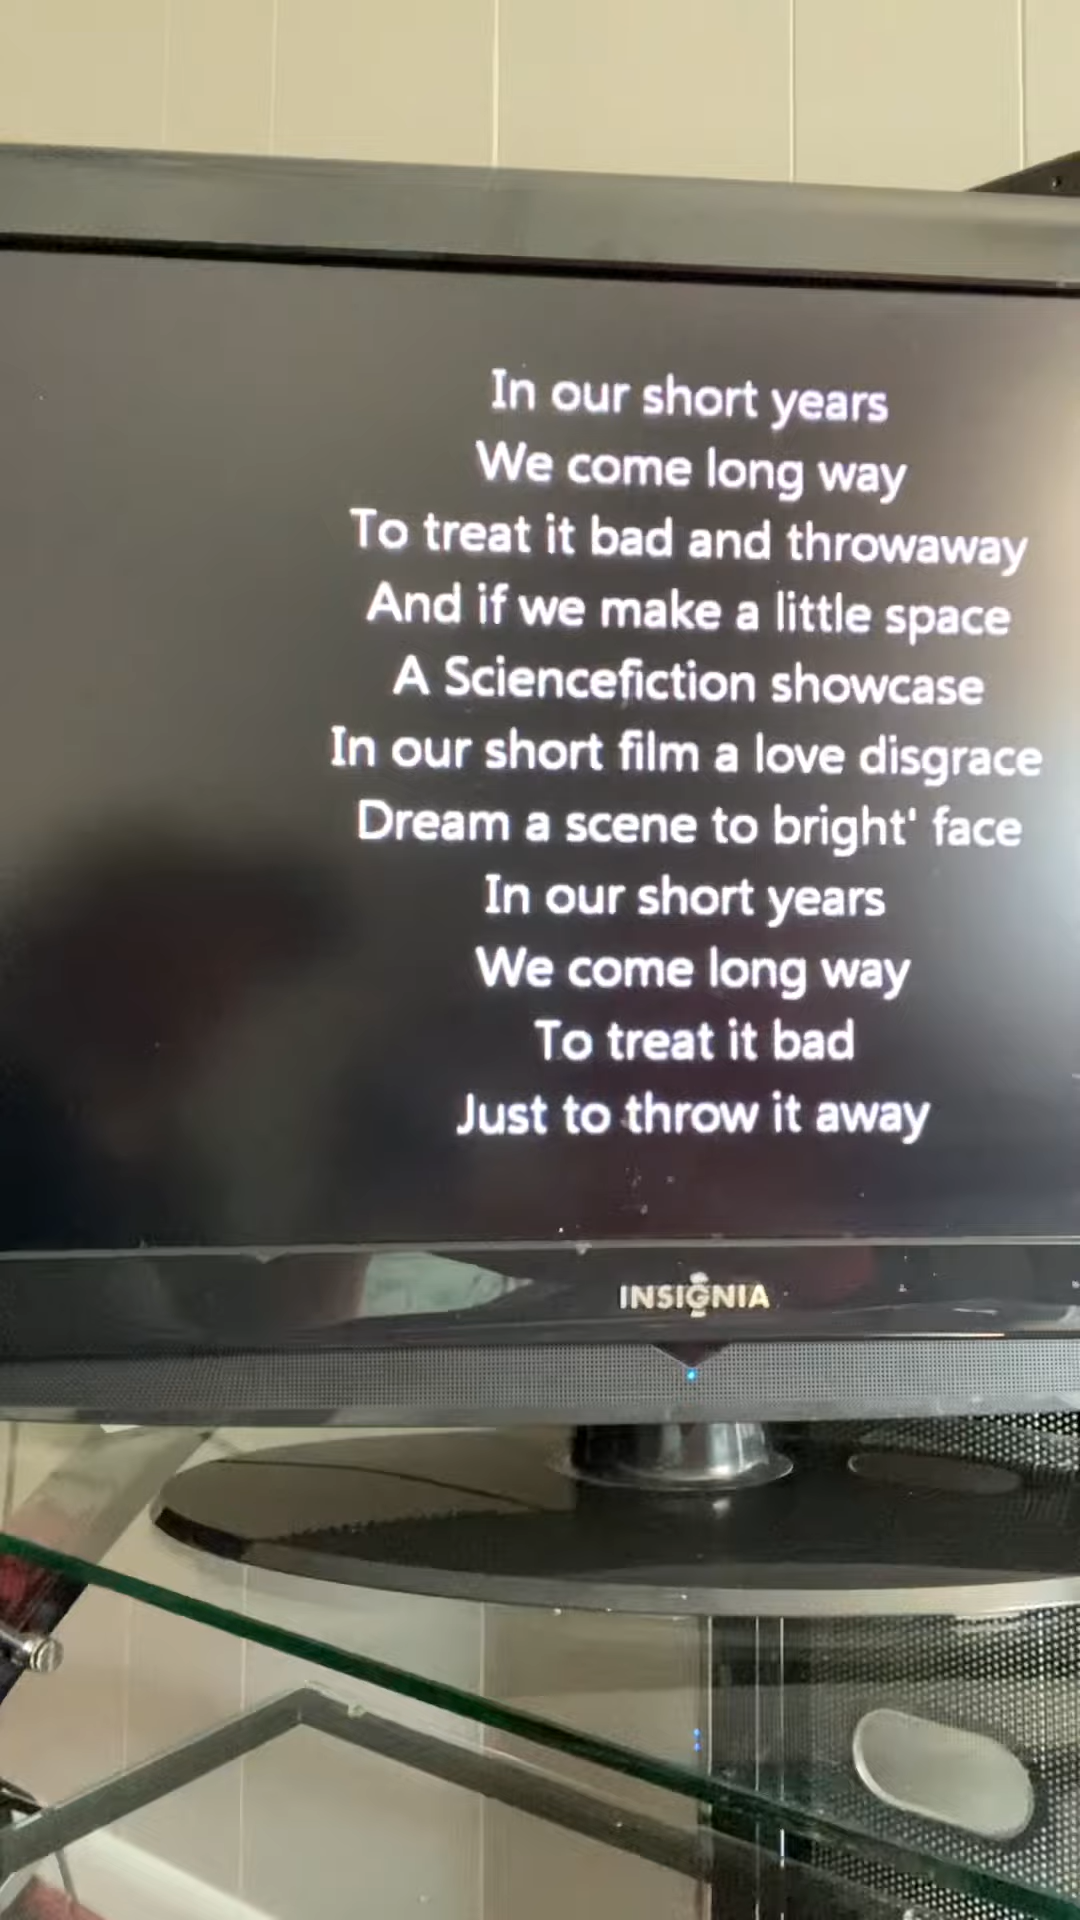 In our short years
We come long way
To treat it bad and throwaway
And if we make a little space
A Sciencefiction showcase
In our short film a love disgrace
Dream a scene to bright' face
In our short years
We come long way
To treat it bad
Just to throw it away
INSIGNIA